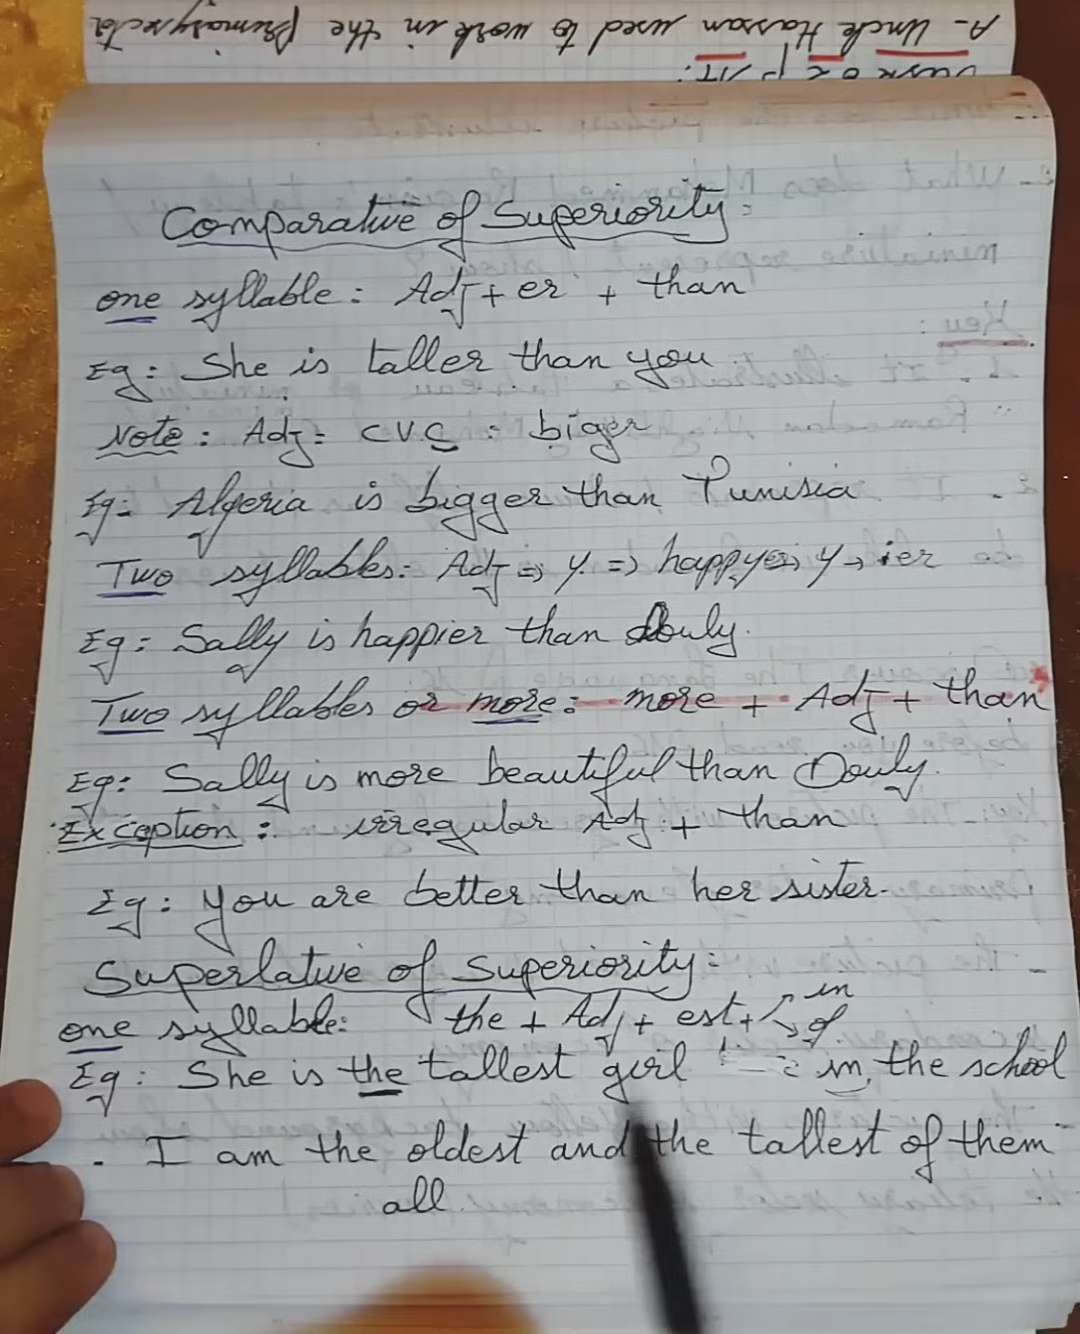 A- Uncle Hassan used to work in the Primary sector
Comparative of Superiority:
one syllable: Adj + er + than
Eg: She is taller than you.
Note: Adj = CVC : biger
Eg: Algeria is bigger than Tunisia
Two syllables: Adj => y => happyer, y → ier
Eg: Sally is happier than Douly.
Two syllables or more: more + Adj + than
Eg: Sally is more beautiful than Douly.
Exception: irregular Adj + than
Eg: You are better than her sister.
Superlative of Superiority:
one syllable: the + Adj + est + in of
Eg: She is the tallest girl in the school
. I am the oldest and the tallest of them
all.